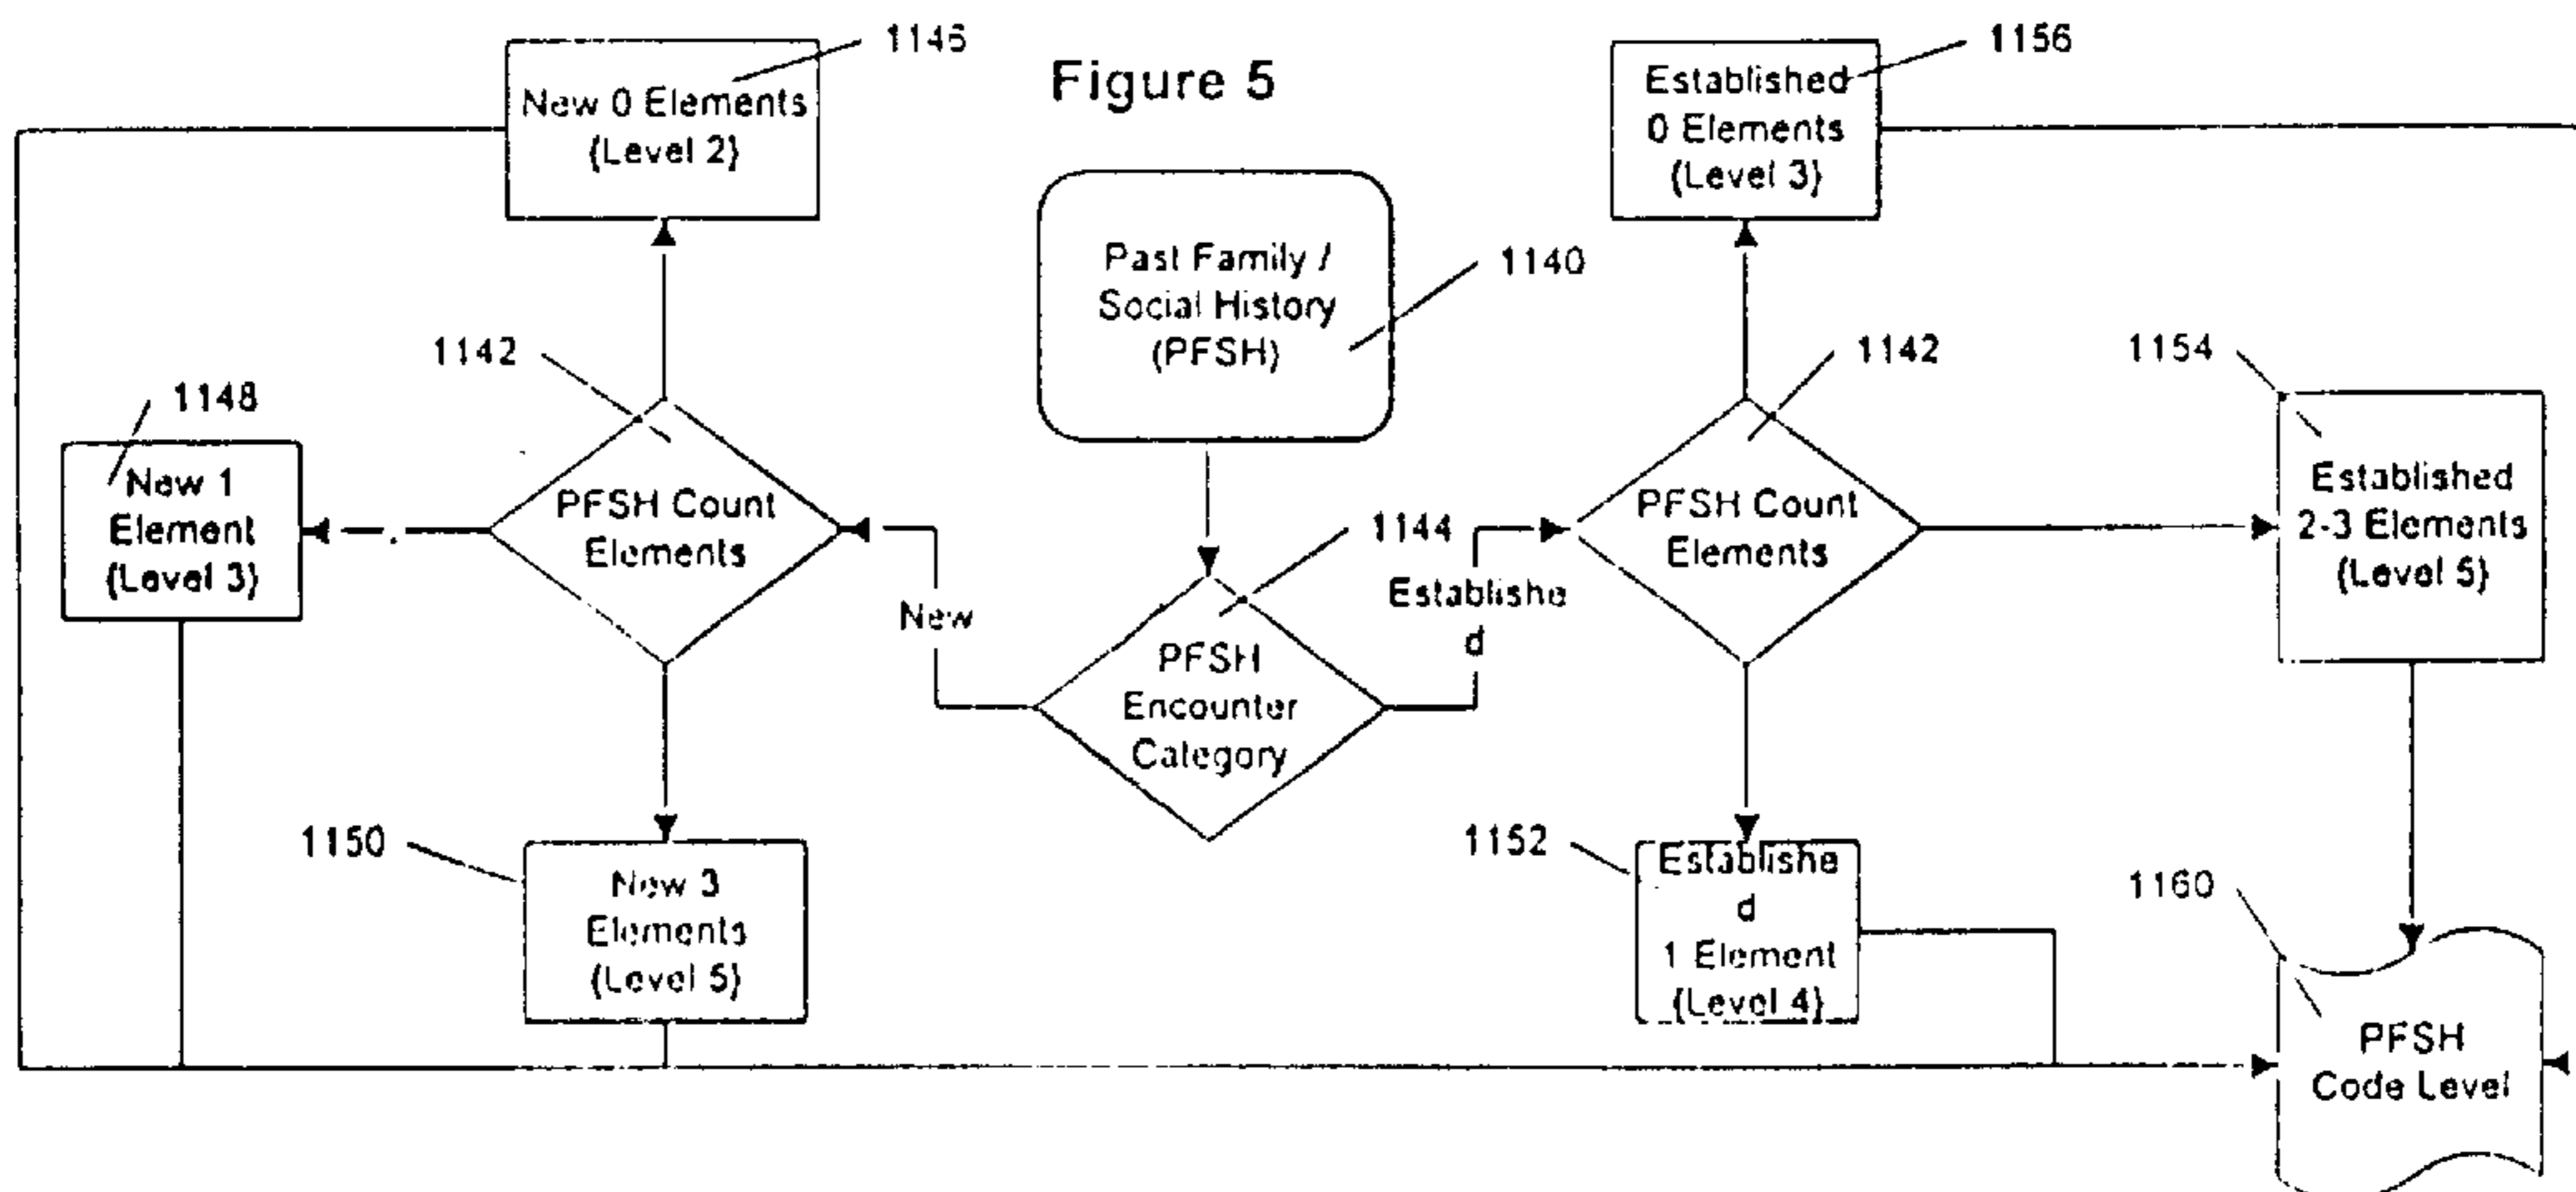 Figure 5
1146
New 0 Elements
(Level 2)
1156
Established
0 Elements
(Level 3)
Past Family /
Social History
(PFSH)
1140
1142
PFSH Count
Elements
1148
New 1
Element
(Level 3)
1142
PFSH Count
Elements
1154
Established
2-3 Elements
(Level 5)
New
1144
PFSH
Encounter
Category
Establishe
d
1150
New 3
Elements
(Level 5)
1152
Establishe
d
1 Element
(Level 4)
1160
PFSH
Code Level